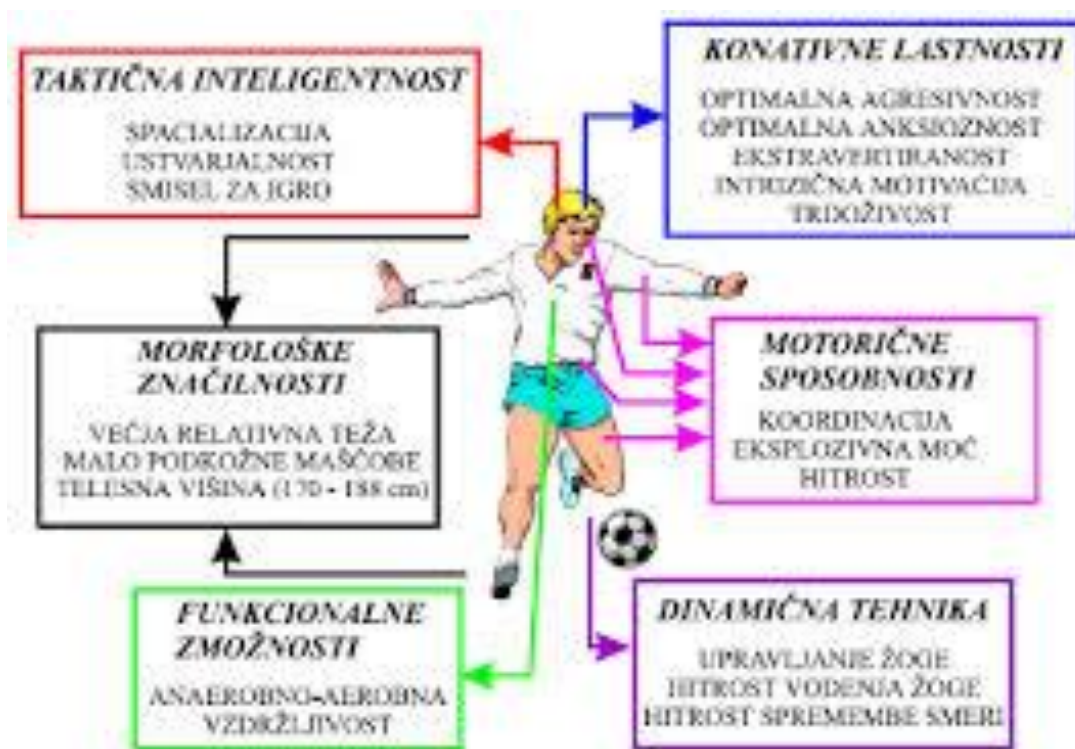 TAKTIČNA INTELIGENTNOST
SPACIALIZACIJA
USTVARJALNOST
SMISEL ZA IGRO
KONATIVNE LASTNOSTI
OPTIMALNA AGRESIVNOST
OPTIMALNA ANKSIOZNOST
EKSTRAVERTIRANOST
INTRIZIČNA MOTIVACIJA
TRDOŽIVOST
MORFOLOŠKE
ZNAČILNOSTI
VEČJA RELATIVNA TEŽA
MALO PODKOŽNE MAŠČOBE
TELESNA VIŠINA (170 - 188 cm)
MOTORIČNE
SPOSOBNOSTI
KOORDINACIJA
EKSPLOZIVNA MOČ
HITROST
FUNKCIONALNE
ZMOŽNOSTI
ANAEROBNO-AEROBNA
VZDRŽLJIVOST
DINAMIČNA TEHNIKA
UPRAVLJANJE ŽOGE
HITROST VODENJA ŽOGE
HITROST SPREMEMBE SMERI